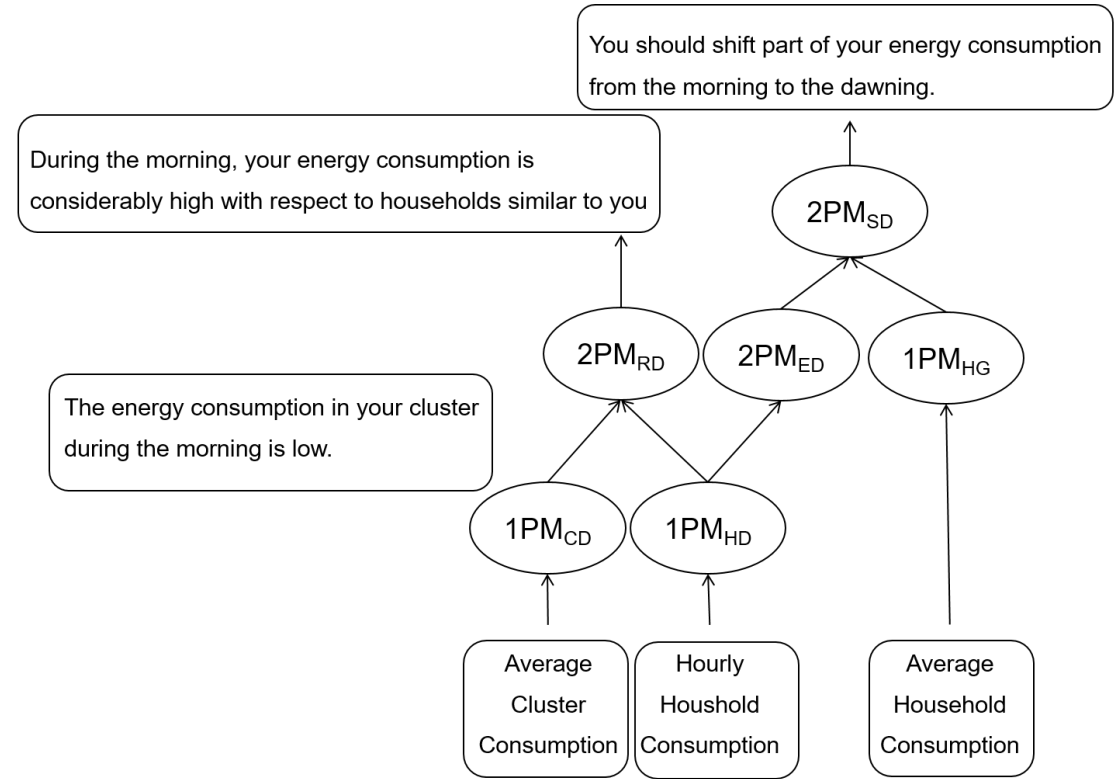 You should shift part of your energy consumption
from the morning to the dawning.
During the morning, your energy consumption is
considerably high with respect to households similar to you
2PMSD
2PMRD
2PMED
1PMHG
The energy consumption in your cluster
during the morning is low.
1PMCD
1PMHD
Average
Cluster
Consumption
Hourly
Houshold
Consumption
Average
Household
Consumption